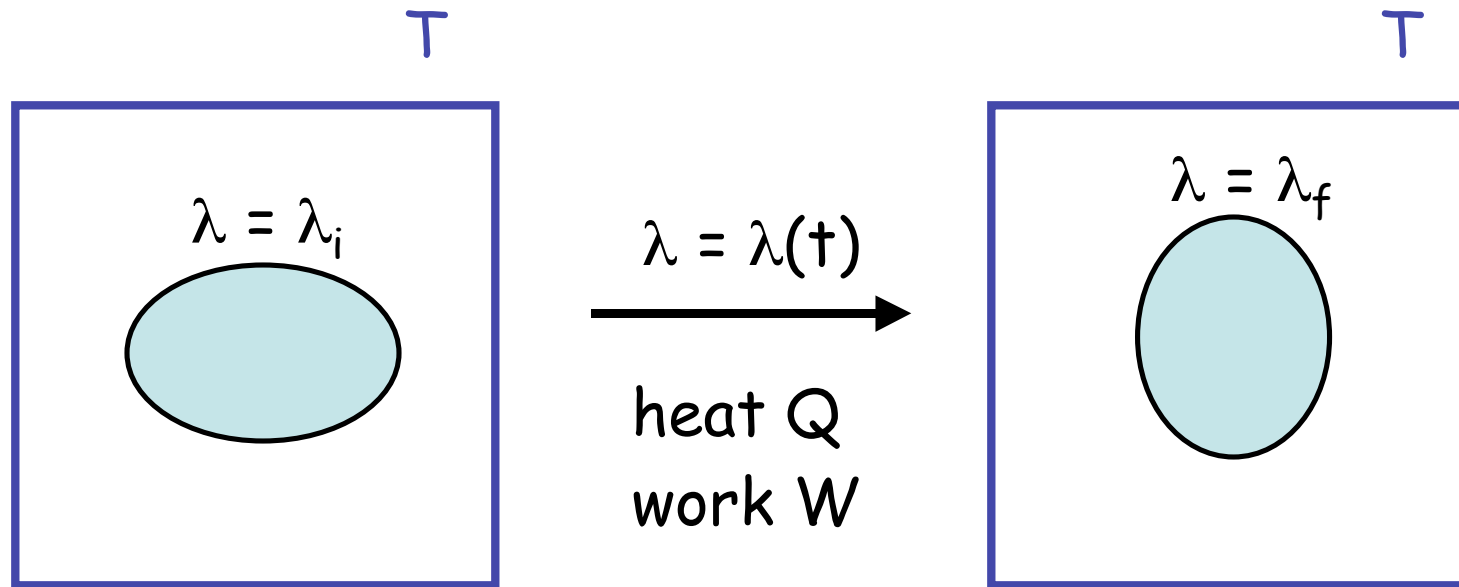 T
T
λ = λ_i
λ = λ(t)
λ = λ_f
heat Q
work W